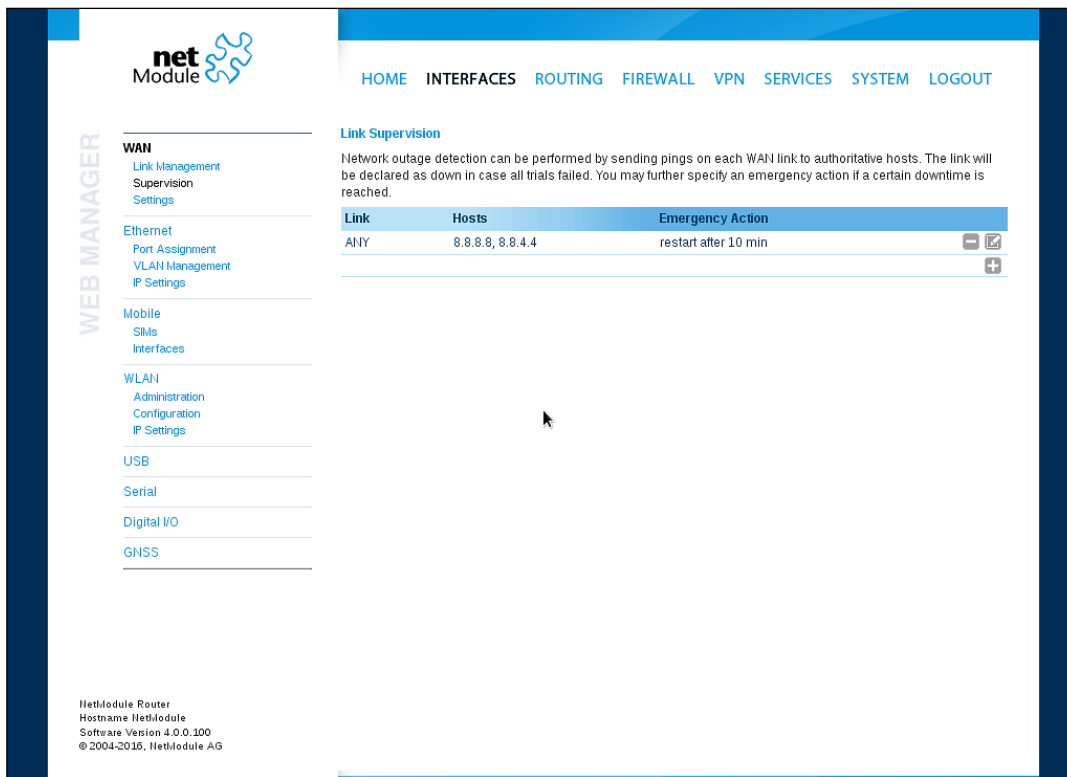 net
Module
HOME INTERFACES ROUTING FIREWALL VPN SERVICES SYSTEM LOGOUT
WEB MANAGER
WAN
Link Management
Supervision
Settings
Ethernet
Port Assignment
VLAN Management
IP Settings
Mobile
SIMs
Interfaces
WLAN
Administration
Configuration
IP Settings
USB
Serial
Digital I/O
GNSS
Link Supervision
Network outage detection can be performed by sending pings on each WAN link to authoritative hosts. The link will
be declared as down in case all trials failed. You may further specify an emergency action if a certain downtime is
reached.
Link Hosts Emergency Action
ANY 8.8.8.8, 8.8.4.4 restart after 10 min
NetModule Router
Hostname NetModule
Software Version 4.0.0.100
© 2004-2016, NetModule AG